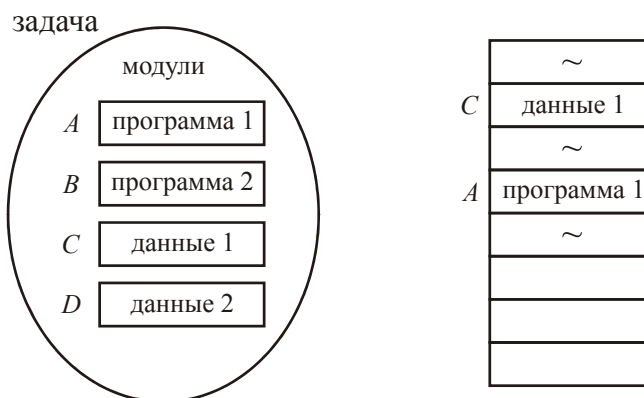 задача
модули
A программа 1
B программа 2
C данные 1
D данные 2
~
C данные 1
~
A программа 1
~